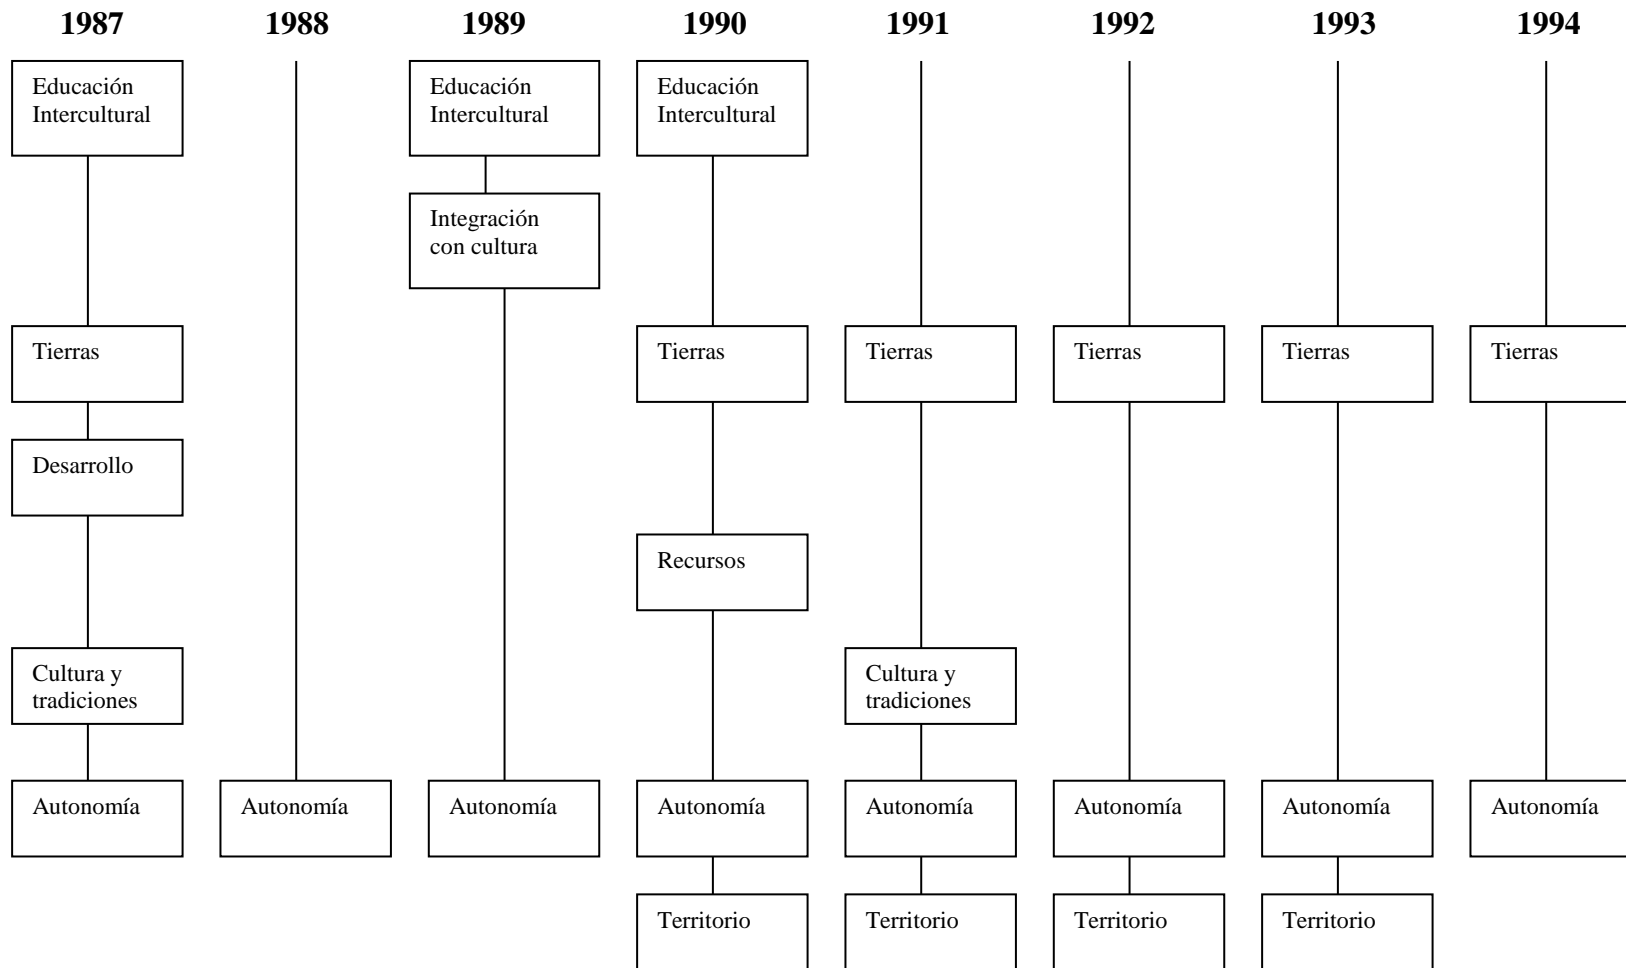 1987 1988 1989 1990 1991 1992 1993 1994
Educación
Intercultural
Educación
Intercultural
Educación
Intercultural
Integración
con cultura
Tierras
Tierras
Tierras
Tierras
Tierras
Tierras
Desarrollo
Recursos
Cultura y
tradiciones
Cultura y
tradiciones
Autonomía
Autonomía
Autonomía
Autonomía
Autonomía
Autonomía
Autonomía
Autonomía
Territorio
Territorio
Territorio
Territorio